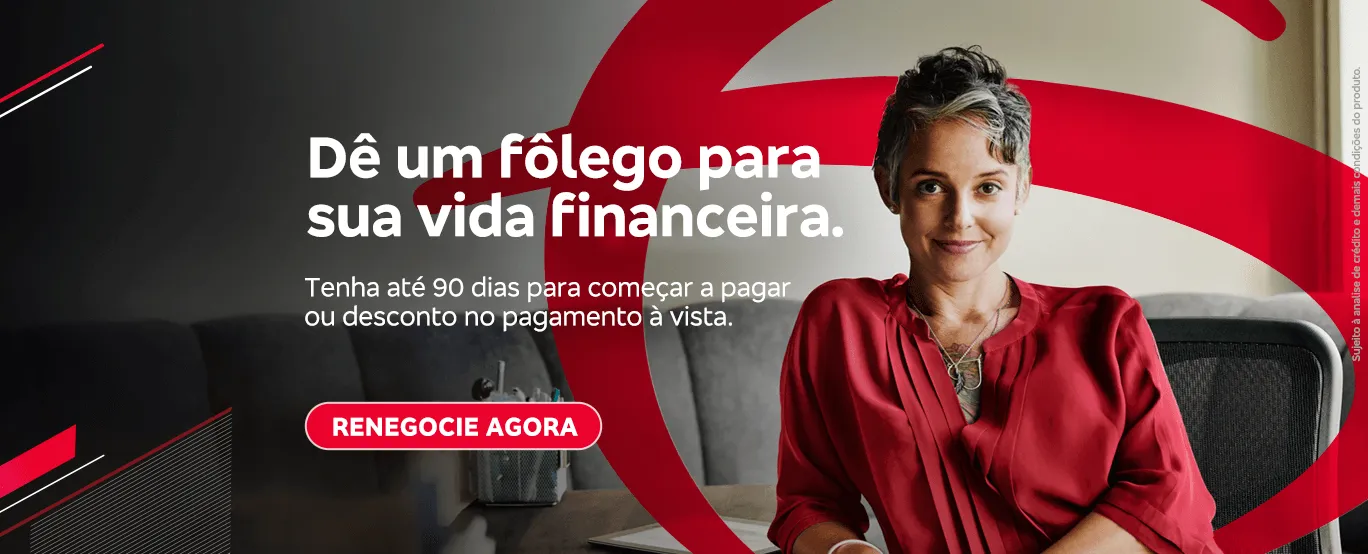 Dê um fôlego para
sua vida financeira.
Tenha até 90 dias para começar a pagar
ou desconto no pagamento à vista.
RENEGOCIE AGORA
Sujeito à analise de crédito e demais condições do produto.